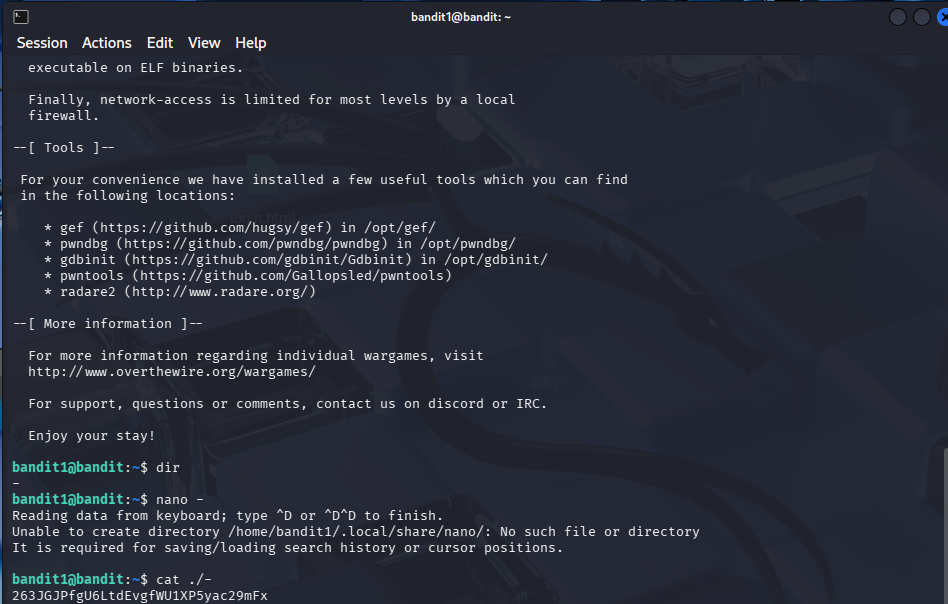 bandit1@bandit: ~
Session Actions Edit View Help
executable on ELF binaries.
Finally, network-access is limited for most levels by a local
firewall.
--[ Tools ]--
For your convenience we have installed a few useful tools which you can find
in the following locations:
* gef (https://github.com/hugsy/gef) in /opt/gef/
* pwndbg (https://github.com/pwndbg/pwndbg) in /opt/pwndbg/
* gdbinit (https://github.com/gdbinit/Gdbinit) in /opt/gdbinit/
* pwntools (https://github.com/Gallopsled/pwntools)
* radare2 (http://www.radare.org/)
--[ More information ]--
For more information regarding individual wargames, visit
http://www.overthewire.org/wargames/
For support, questions or comments, contact us on discord or IRC.
Enjoy your stay!
bandit1@bandit:~$ dir
-
bandit1@bandit:~$ nano -
Reading data from keyboard; type ^D or ^D^D to finish.
Unable to create directory /home/bandit1/.local/share/nano/: No such file or directory
It is required for saving/loading search history or cursor positions.
bandit1@bandit:~$ cat ./-
263JGJPfgU6LtdEvgfWU1XP5yac29mFx